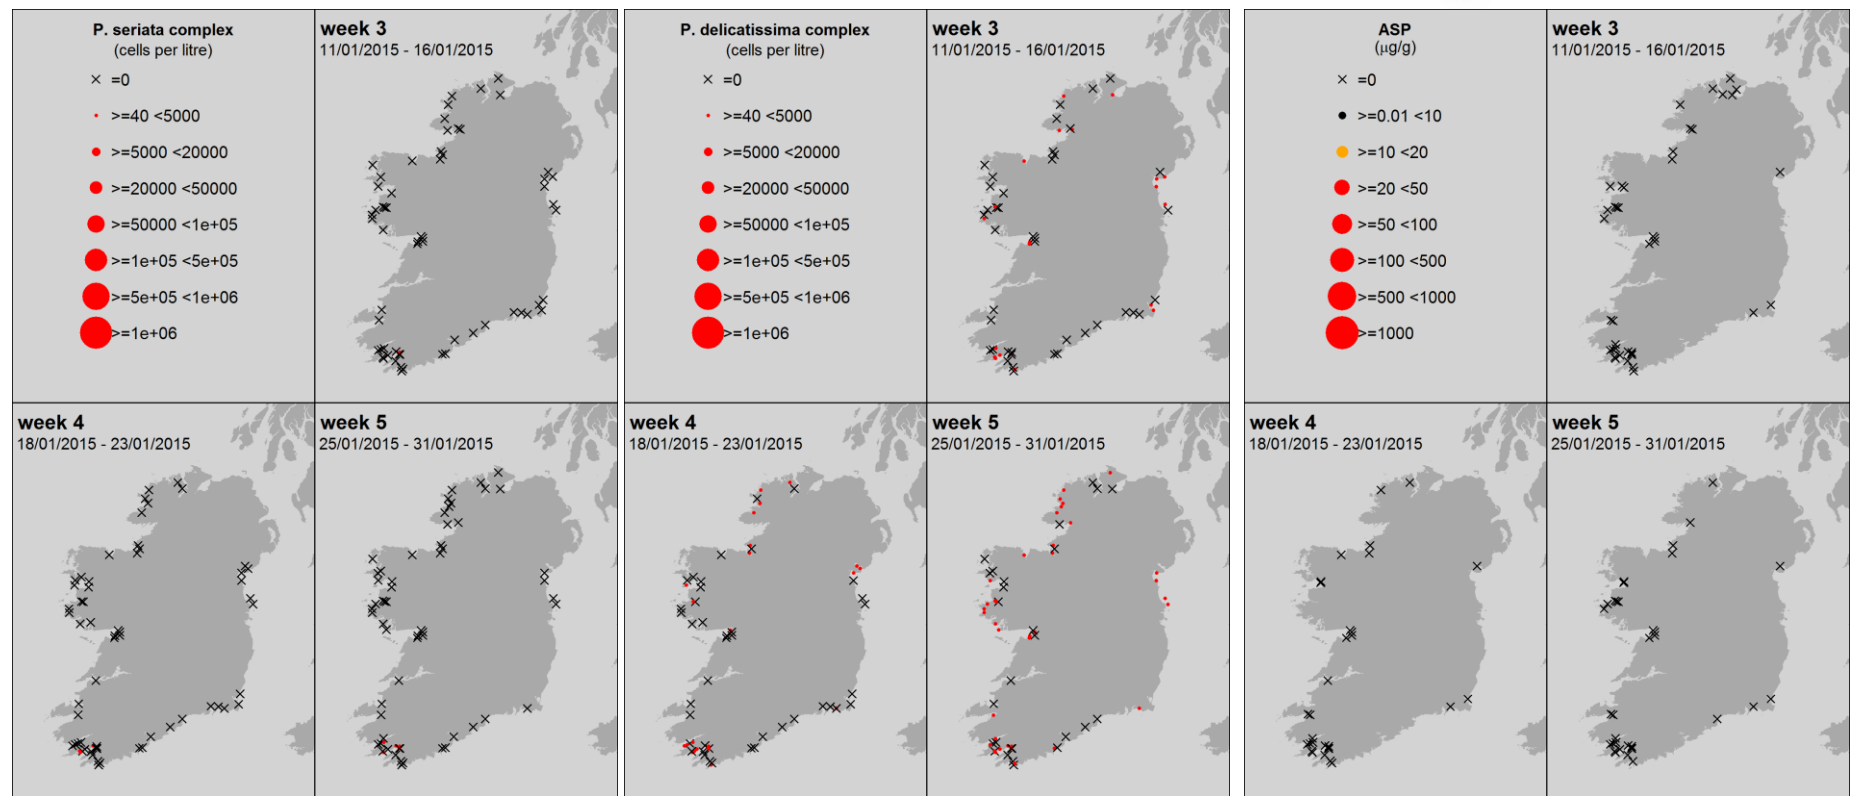 P. seriata complex
(cells per litre)
=0
>=40 <5000
>=5000 <20000
>=20000 <50000
>=50000 <1e+05
>=1e+05 <5e+05
>=5e+05 <1e+06
>=1e+06
week 3
11/01/2015 - 16/01/2015
week 4
18/01/2015 - 23/01/2015
week 5
25/01/2015 - 31/01/2015
P. delicatissima complex
(cells per litre)
=0
>=40 <5000
>=5000 <20000
>=20000 <50000
>=50000 <1e+05
>=1e+05 <5e+05
>=5e+05 <1e+06
>=1e+06
week 3
11/01/2015 - 16/01/2015
week 4
18/01/2015 - 23/01/2015
week 5
25/01/2015 - 31/01/2015
ASP
(µg/g)
=0
>=0.01 <10
>=10 <20
>=20 <50
>=50 <100
>=100 <500
>=500 <1000
>=1000
week 3
11/01/2015 - 16/01/2015
week 4
18/01/2015 - 23/01/2015
week 5
25/01/2015 - 31/01/2015